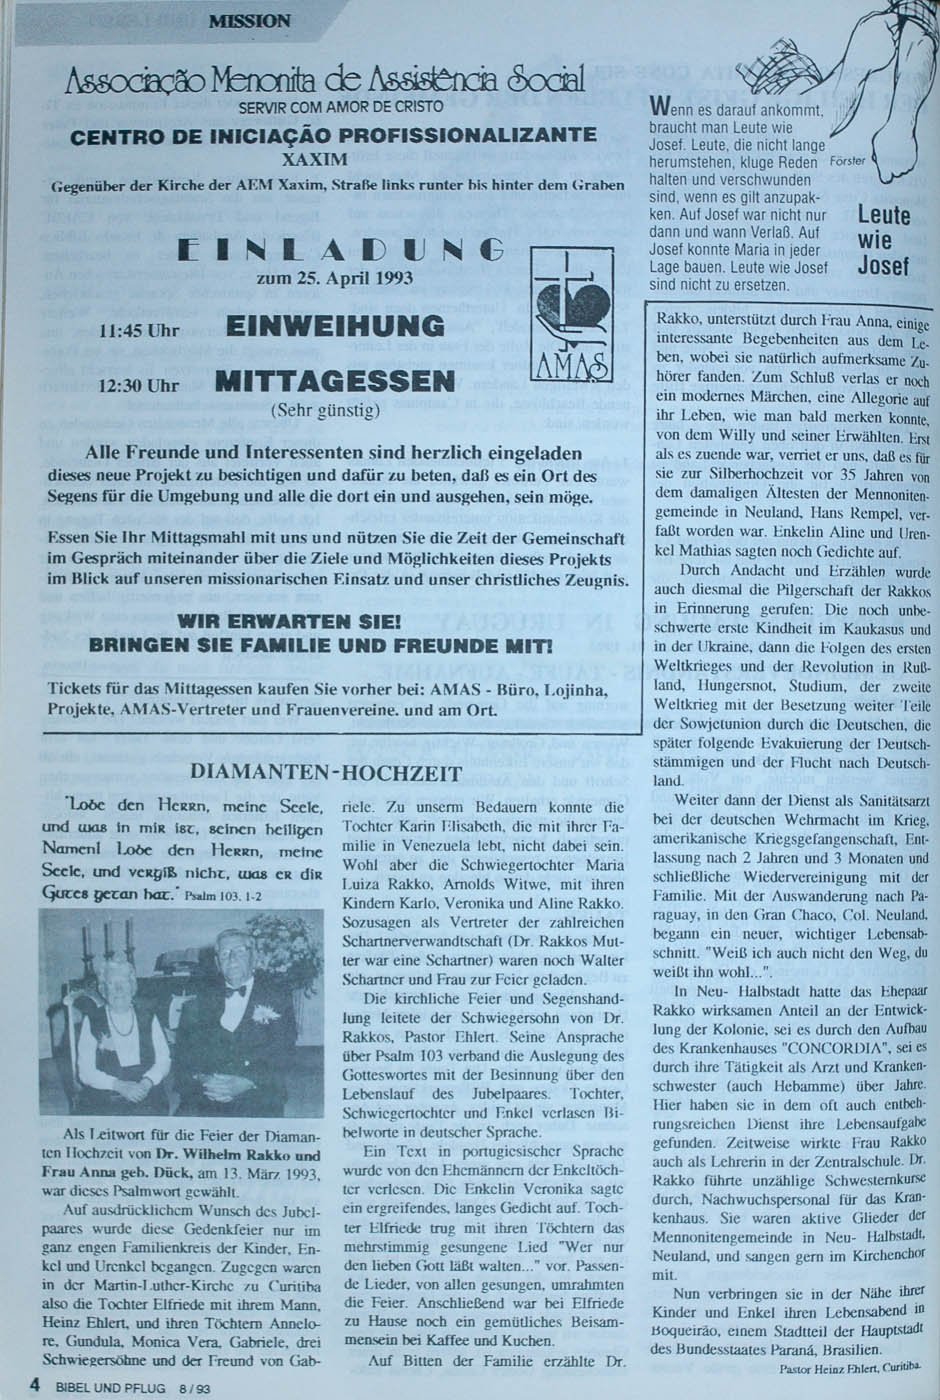 MISSION
Associação Menonita de Assistência Social
SERVIR COM AMOR DE CRISTO
CENTRO DE INICIAÇÃO PROFISSIONALIZANTE
XAXIM
Gegenüber der Kirche der AEM Xaxim, Straße links runter bis hinter dem Graben
EINLADUNG
zum 25. April 1993
11:45 Uhr EINWEIHUNG
12:30 Uhr MITTAGESSEN
(Sehr günstig)
AMAS
Alle Freunde und Interessenten sind herzlich eingeladen
dieses neue Projekt zu besichtigen und dafür zu beten, daß es ein Ort des
Segens für die Umgebung und alle die dort ein und ausgehen, sein möge.
Essen Sie Ihr Mittagsmahl mit uns und nützen Sie die Zeit der Gemeinschaft
im Gespräch miteinander über die Ziele und Möglichkeiten dieses Projekts
im Blick auf unseren missionarischen Einsatz und unser christliches Zeugnis.
WIR ERWARTEN SIE!
BRINGEN SIE FAMILIE UND FREUNDE MIT!
Tickets für das Mittagessen kaufen Sie vorher bei: AMAS - Büro, Lojinha,
Projekte, AMAS-Vertreter und Frauenvereine. und am Ort.
Wenn es darauf ankommt,
braucht man Leute wie
Josef. Leute, die nicht lange
herumstehen, kluge Reden
halten und verschwunden
sind, wenn es gilt anzupak-
ken. Auf Josef war nicht nur
dann und wann Verlaß. Auf
Josef konnte Maria in jeder
Lage bauen. Leute wie Josef
sind nicht zu ersetzen.
Förster
Leute
wie
Josef
DIAMANTEN-HOCHZEIT
"Lobe den HERRN, meine Seele,
und was in mir ist, seinen heiligen
Namen! Lobe den HERRN, meine
Seele, und vergiß nicht, was er dir
Gutes getan hat." Psalm 103. 1-2
Als Leitwort für die Feier der Diaman-
ten Hochzeit von Dr. Wilhelm Rakko und
Frau Anna geb. Dück, am 13. März 1993,
war dieses Psalmwort gewählt.
Auf ausdrücklichem Wunsch des Jubel-
paares wurde diese Gedenkfeier nur im
ganz engen Familienkreis der Kinder, En-
kel und Urenkel begangen. Zugegen waren
in der Martin-Luther-Kirche zu Curitiba
also die Tochter Elfriede mit ihrem Mann,
Heinz Ehlert, und ihren Töchtern Annelo-
re, Gundula, Monica Vera, Gabriele, drei
Schwiegersöhne und der Freund von Gab-
riele. Zu unserm Bedauern konnte die
Tochter Karin Elisabeth, die mit ihrer Fa-
milie in Venezuela lebt, nicht dabei sein.
Wohl aber die Schwiegertochter Maria
Luiza Rakko, Arnolds Witwe, mit ihren
Kindern Karlo, Veronika und Aline Rakko.
Sozusagen als Vertreter der zahlreichen
Schartnerverwandtschaft (Dr. Rakkos Mut-
ter war eine Schartner) waren noch Walter
Schartner und Frau zur Feier geladen.
Die kirchliche Feier und Segenshand-
lung leitete der Schwiegersohn von Dr.
Rakkos, Pastor Ehlert. Seine Ansprache
über Psalm 103 verband die Auslegung des
Gotteswortes mit der Besinnung über den
Lebenslauf des Jubelpaares. Tochter,
Schwiegertochter und Enkel verlasen Bi-
belworte in deutscher Sprache.
Ein Text in portugiesischer Sprache
wurde von den Ehemännern der Enkeltöch-
ter verlesen. Die Enkelin Veronika sagte
ein ergreifendes, langes Gedicht auf. Toch-
ter Elfriede trug mit ihren Töchtern das
mehrstimmig gesungene Lied "Wer nur
den lieben Gott läßt walten..." vor. Passen-
de Lieder, von allen gesungen, umrahmten
die Feier. Anschließend war bei Elfriede
zu Hause noch ein gemütliches Beisam-
mensein bei Kaffee und Kuchen.
Auf Bitten der Familie erzählte Dr.
Rakko, unterstützt durch Frau Anna, einige
interessante Begebenheiten aus dem Le-
ben, wobei sie natürlich aufmerksame Zu-
hörer fanden. Zum Schluß verlas er noch
ein modernes Märchen, eine Allegorie auf
ihr Leben, wie man bald merken konnte,
von dem Willy und seiner Erwählten. Erst
als es zuende war, verriet er uns, daß es für
sie zur Silberhochzeit vor 35 Jahren von
dem damaligen Ältesten der Mennoniten-
gemeinde in Neuland, Hans Rempel, ver-
faßt worden war. Enkelin Aline und Uren-
kel Mathias sagten noch Gedichte auf.
Durch Andacht und Erzählen wurde
auch diesmal die Pilgerschaft der Rakkos
in Erinnerung gerufen: Die noch unbe-
schwerte erste Kindheit im Kaukasus und
in der Ukraine, dann die Folgen des ersten
Weltkrieges und der Revolution in Ruß-
land, Hungersnot, Studium, der zweite
Weltkrieg mit der Besetzung weiter Teile
der Sowjetunion durch die Deutschen, die
später folgende Evakuierung der Deutsch-
stämmigen und der Flucht nach Deutsch-
land.
Weiter dann der Dienst als Sanitätsarzt
bei der deutschen Wehrmacht im Krieg,
amerikanische Kriegsgefangenschaft, Ent-
lassung nach 2 Jahren und 3 Monaten und
schließliche Wiedervereinigung mit der
Familie. Mit der Auswanderung nach Pa-
raguay, in den Gran Chaco, Col. Neuland,
begann ein neuer, wichtiger Lebensab-
schnitt. "Weiß ich auch nicht den Weg, du
weißt ihn wohl...".
In Neu- Halbstadt hatte das Ehepaar
Rakko wirksamen Anteil an der Entwick-
lung der Kolonie, sei es durch den Aufbau
des Krankenhauses "CONCORDIA", sei es
durch ihre Tätigkeit als Arzt und Kranken-
schwester (auch Hebamme) über Jahre.
Hier haben sie in dem oft auch entbeh-
rungsreichen Dienst ihre Lebensaufgabe
gefunden. Zeitweise wirkte Frau Rakko
auch als Lehrerin in der Zentralschule. Dr.
Rakko führte unzählige Schwesternkurse
durch, Nachwuchspersonal für das Kran-
kenhaus. Sie waren aktive Glieder der
Mennonitengemeinde in Neu- Halbstadt,
Neuland, und sangen gern im Kirchenchor
mit.
Nun verbringen sie in der Nähe ihrer
Kinder und Enkel ihren Lebensabend in
Boqueirão, einem Stadtteil der Hauptstadt
des Bundesstaates Paraná, Brasilien.
Pastor Heinz Ehlert, Curitiba.
4 BIBEL UND PFLUG 8/93